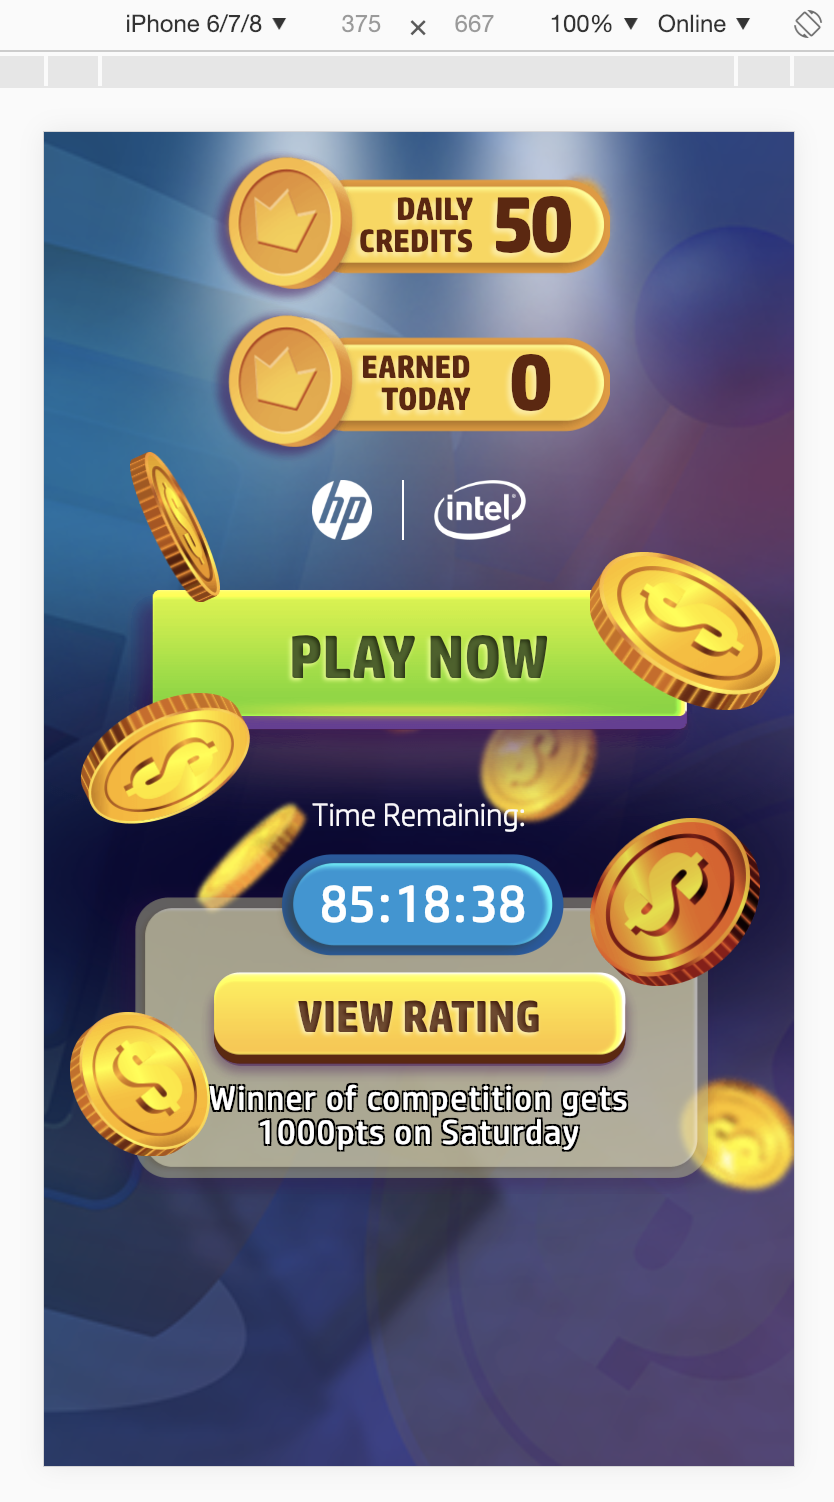 iPhone 6/7/8 ▼ 375 × 667 100% ▼ Online ▼
DAILY
CREDITS 50
EARNED
TODAY 0
hp intel
PLAY NOW
Time Remaining:
85:18:38
VIEW RATING
Winner of competition gets
1000pts on Saturday